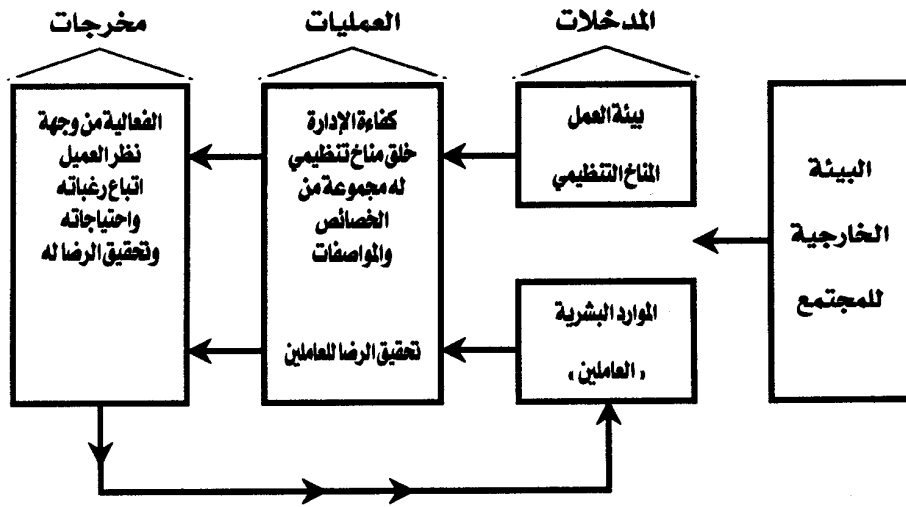 المدخلات
العمليات
مخرجات
البيئة
الخارجية
للمجتمع
بيئة العمل
المناخ التنظيمي
الموارد البشرية
« العاملين »
كفاءة الإدارة
خلق مناخ تنظيمي
له مجموعة من
الخصائص
والمواصفات
تحقيق الرضا للعاملين
الفعالية من وجهة
نظر العميل
اتباع رغباته
واحتياجاته
وتحقيق الرضا له